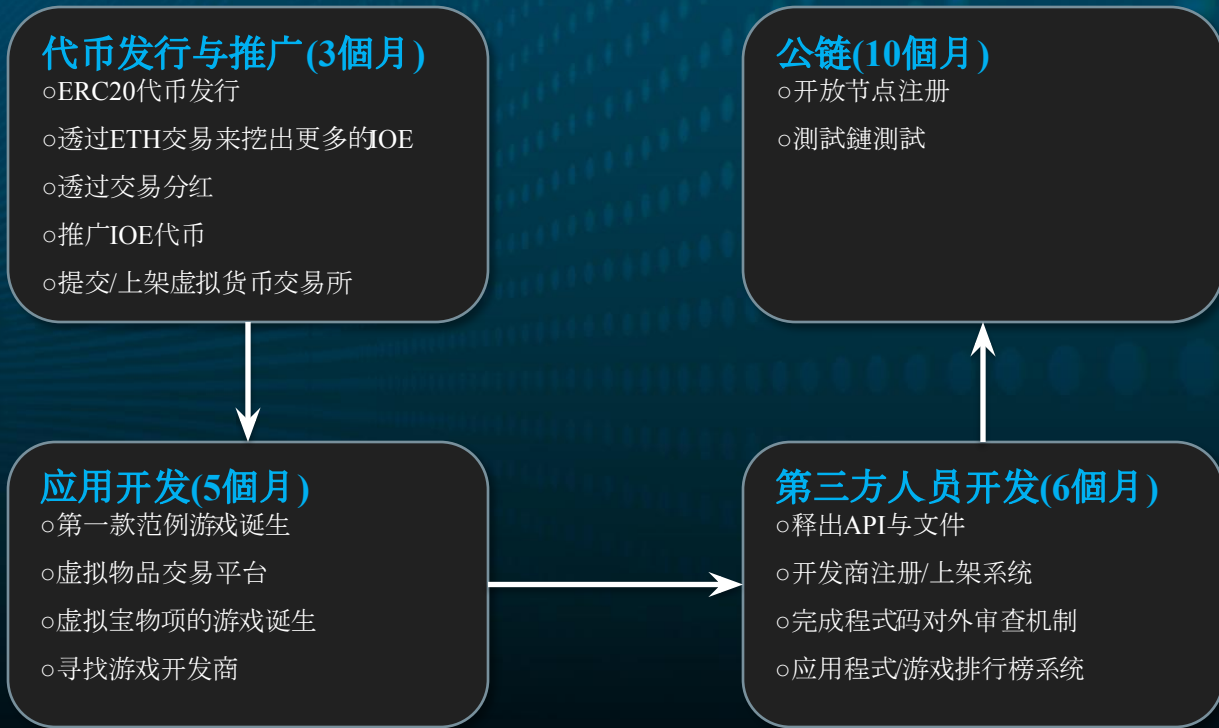 代币发行与推广(3個月)
○ERC20代币发行
○透过ETH交易来挖出更多的IOE
○透过交易分红
○推广IOE代币
○提交/上架虚拟货币交易所
应用开发(5個月)
○第一款范例游戏诞生
○虚拟物品交易平台
○虚拟宝物项的游戏诞生
○寻找游戏开发商
第三方人员开发(6個月)
○释出API与文件
○开发商注册/上架系统
○完成程式码对外审查机制
○应用程式/游戏排行榜系统
公链(10個月)
○开放节点注册
○測試鏈測試